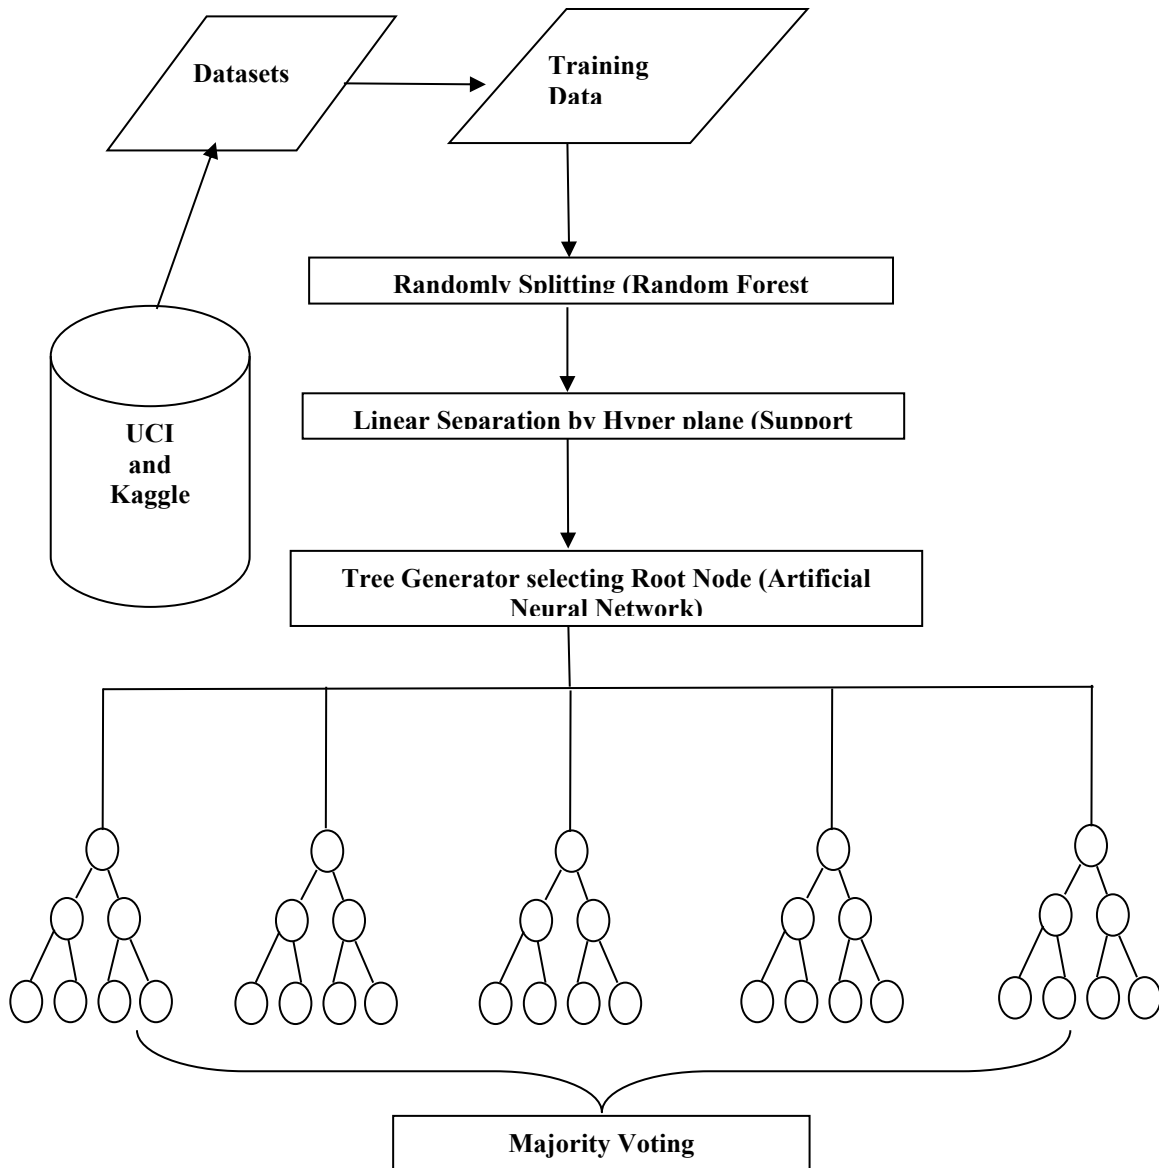 Datasets
Training
Data
Randomly Splitting (Random Forest
Linear Separation by Hyper plane (Support
UCI
and
Kaggle
Tree Generator selecting Root Node (Artificial
Neural Network)
Majority Voting